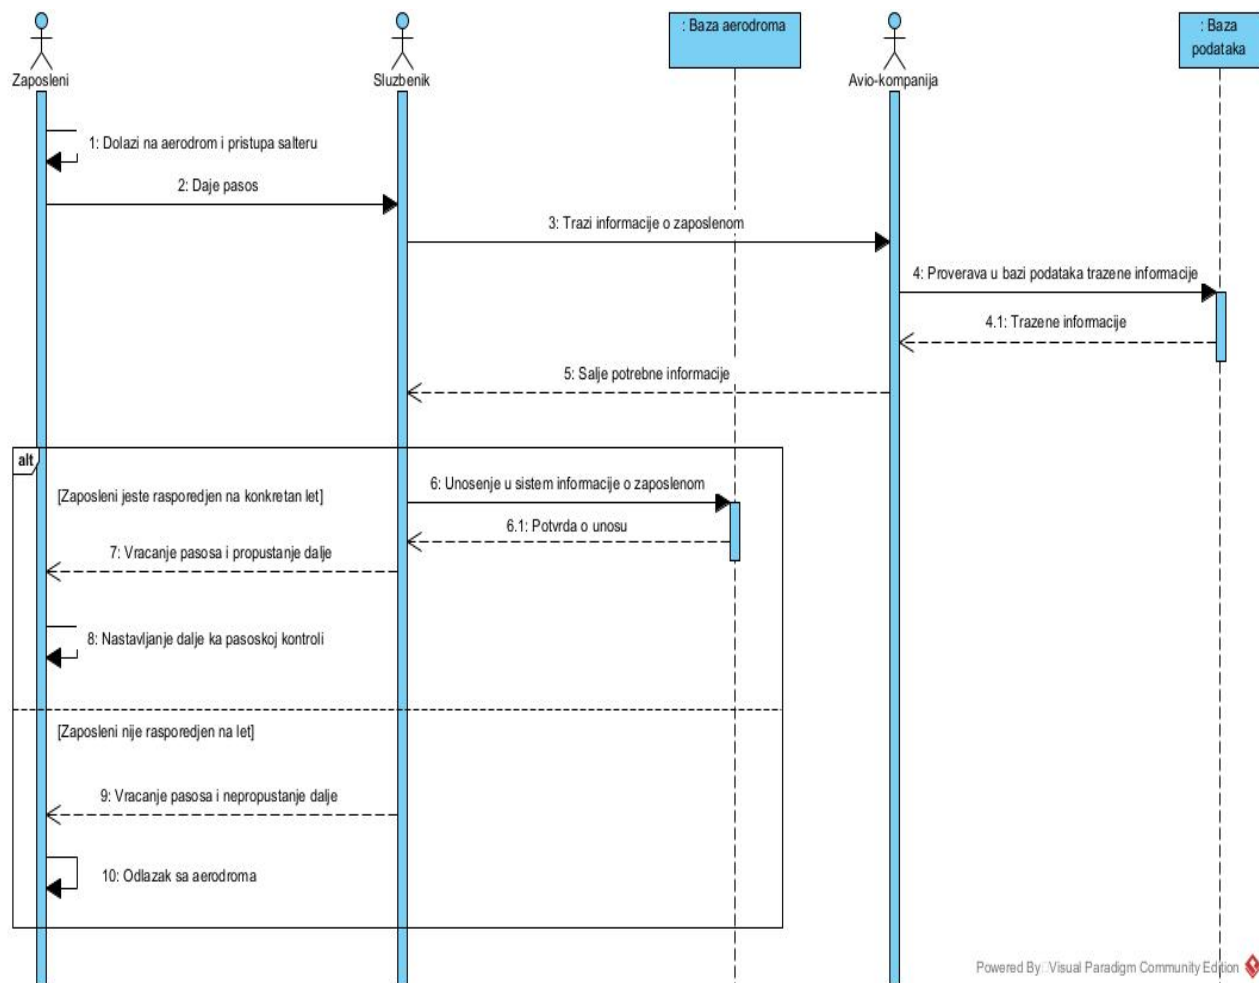 : Baza aerodroma
: Baza
podataka
Zaposleni
Sluzbenik
Avio-kompanija
1: Dolazi na aerodrom i pristupa salteru
2: Daje pasos
3: Trazi informacije o zaposlenom
4: Proverava u bazi podataka trazene informacije
4.1: Trazene informacije
5: Salje potrebne informacije
alt
[Zaposleni jeste rasporedjen na konkretan let]
6: Unosenje u sistem informacije o zaposlenom
6.1: Potvrda o unosu
7: Vracanje pasosa i propustanje dalje
8: Nastavljanje dalje ka pasoskoj kontroli
[Zaposleni nije rasporedjen na let]
9: Vracanje pasosa i nepropustanje dalje
10: Odlazak sa aerodroma
Powered By Visual Paradigm Community Edition